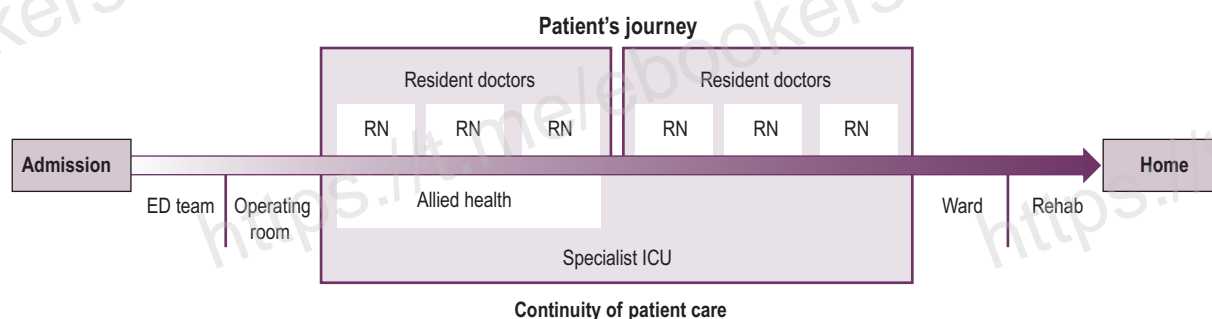 Patient’s journey
Resident doctors
Resident doctors
RN
RN
RN
RN
RN
RN
Admission
Home
ED team
Operating
room
Allied health
Ward
Rehab
Specialist ICU
Continuity of patient care
https://t.me/ebookers